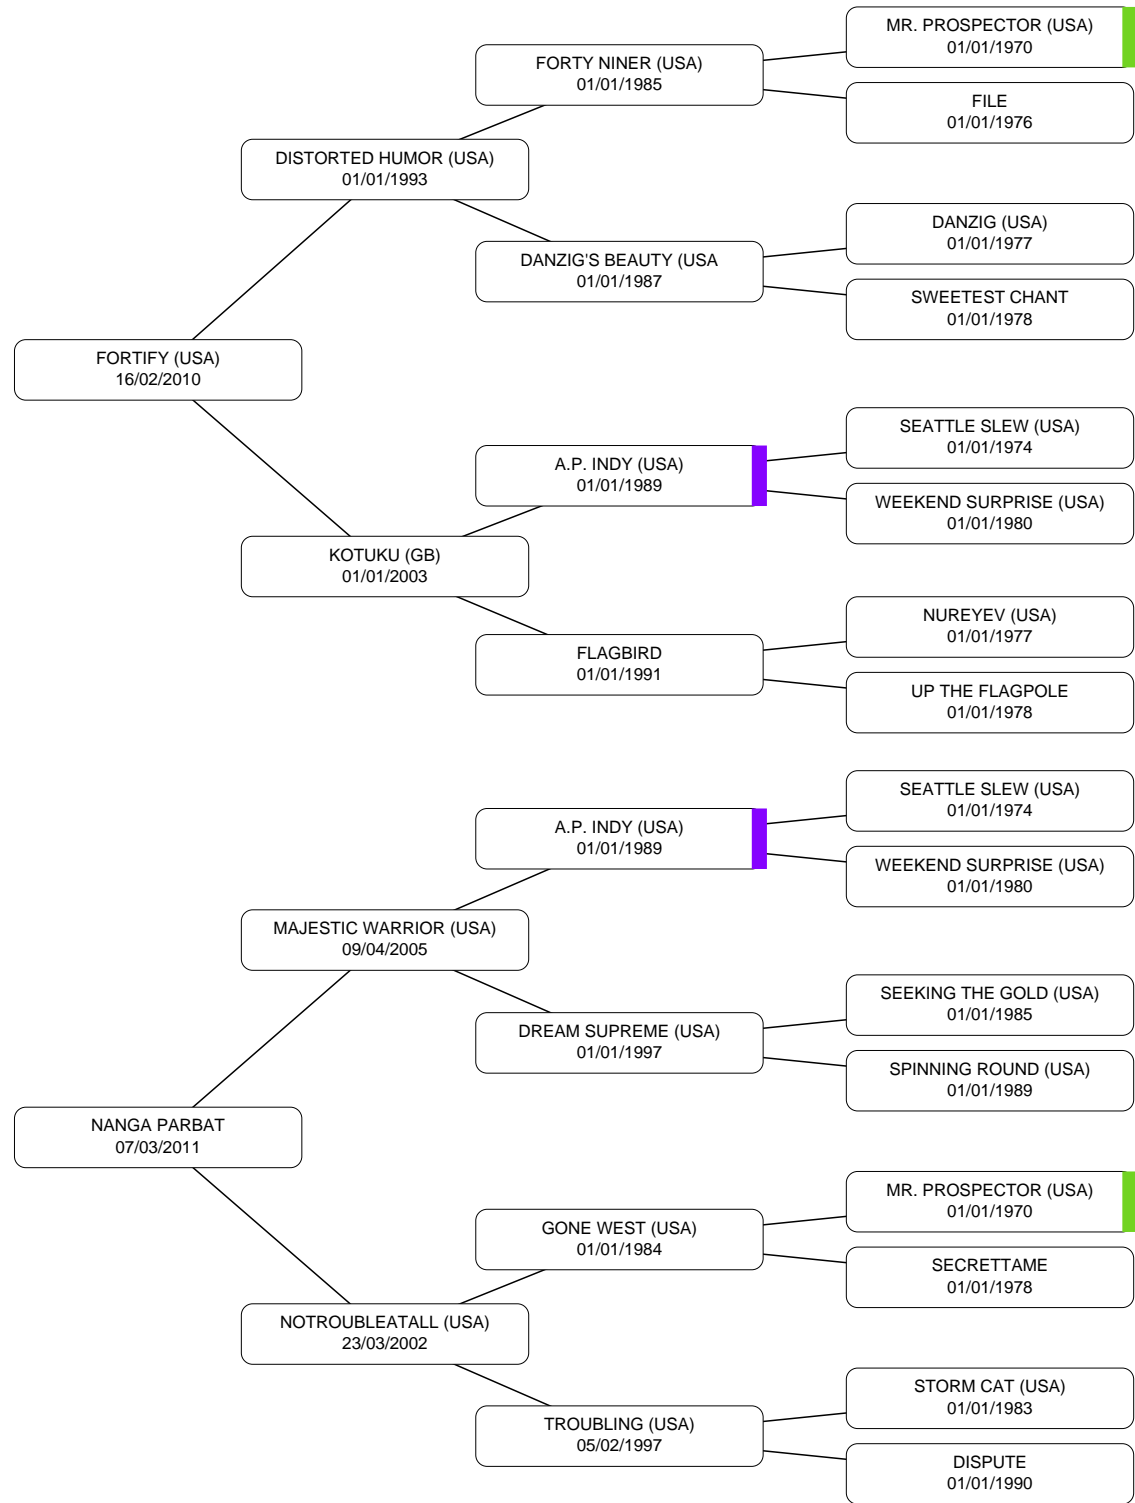 MR. PROSPECTOR (USA)
01/01/1970
FORTY NINER (USA)
01/01/1985
FILE
01/01/1976
DISTORTED HUMOR (USA)
01/01/1993
DANZIG (USA)
01/01/1977
DANZIG'S BEAUTY (USA
01/01/1987
SWEETEST CHANT
01/01/1978
FORTIFY (USA)
16/02/2010
SEATTLE SLEW (USA)
01/01/1974
A.P. INDY (USA)
01/01/1989
WEEKEND SURPRISE (USA)
01/01/1980
KOTUKU (GB)
01/01/2003
NUREYEV (USA)
01/01/1977
FLAGBIRD
01/01/1991
UP THE FLAGPOLE
01/01/1978
SEATTLE SLEW (USA)
01/01/1974
A.P. INDY (USA)
01/01/1989
WEEKEND SURPRISE (USA)
01/01/1980
MAJESTIC WARRIOR (USA)
09/04/2005
SEEKING THE GOLD (USA)
01/01/1985
DREAM SUPREME (USA)
01/01/1997
SPINNING ROUND (USA)
01/01/1989
NANGA PARBAT
07/03/2011
MR. PROSPECTOR (USA)
01/01/1970
GONE WEST (USA)
01/01/1984
SECRETTAME
01/01/1978
NOTROUBLEATALL (USA)
23/03/2002
STORM CAT (USA)
01/01/1983
TROUBLING (USA)
05/02/1997
DISPUTE
01/01/1990